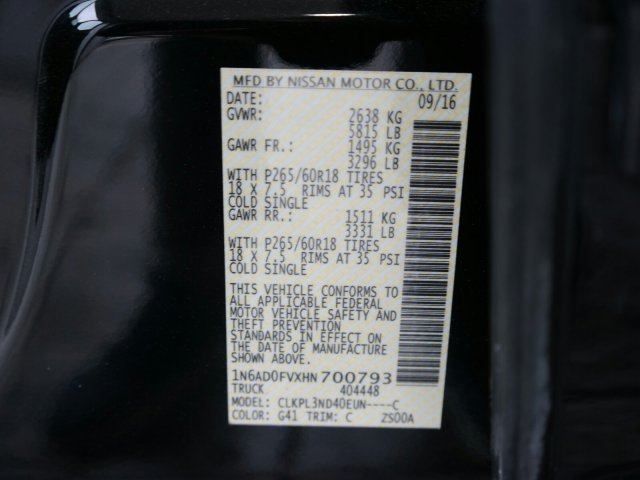 MFD BY NISSAN MOTOR CO., LTD.
DATE: 09/16
GVWR: 2638 KG
5815 LB
GAWR FR.: 1495 KG
3296 LB
WITH P265/60R18 TIRES
18 X 7.5 RIMS AT 35 PSI
COLD SINGLE
GAWR RR.: 1511 KG
3331 LB
WITH P265/60R18 TIRES
18 X 7.5 RIMS AT 35 PSI
COLD SINGLE
THIS VEHICLE CONFORMS TO
ALL APPLICABLE FEDERAL
MOTOR VEHICLE SAFETY AND
THEFT PREVENTION
STANDARDS IN EFFECT ON
THE DATE OF MANUFACTURE
SHOWN ABOVE.
1N6AD0FVXHN700793
TRUCK 404448
MODEL: CLKPL3ND40EUN----C
COLOR: G41 TRIM: C ZS00A